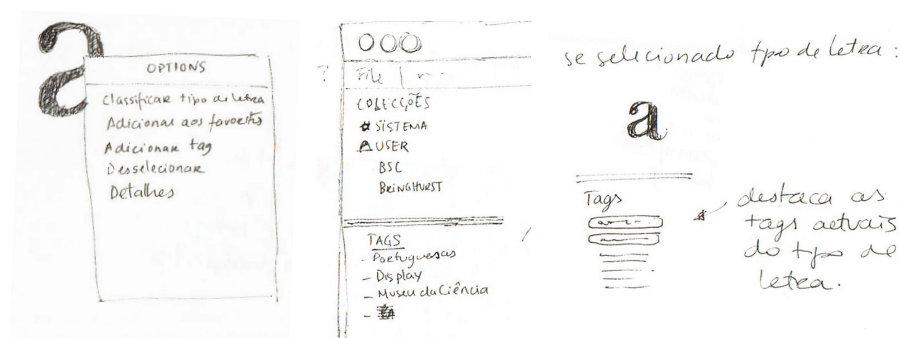 a
OPTIONS
Classificar tipo de letra
Adicionar aos favoritos
Adicionar tag
Desselecionar
Detalhes
?
File
COLECÇÕES
SISTEMA
USER
BSC
BRINGHURST
TAGS
- Portuguesas
- Display
- Museu da Ciência
-
se selecionado tipo de letra:
a
Tags
destaca as
tags actuais
do tipo de
letra.